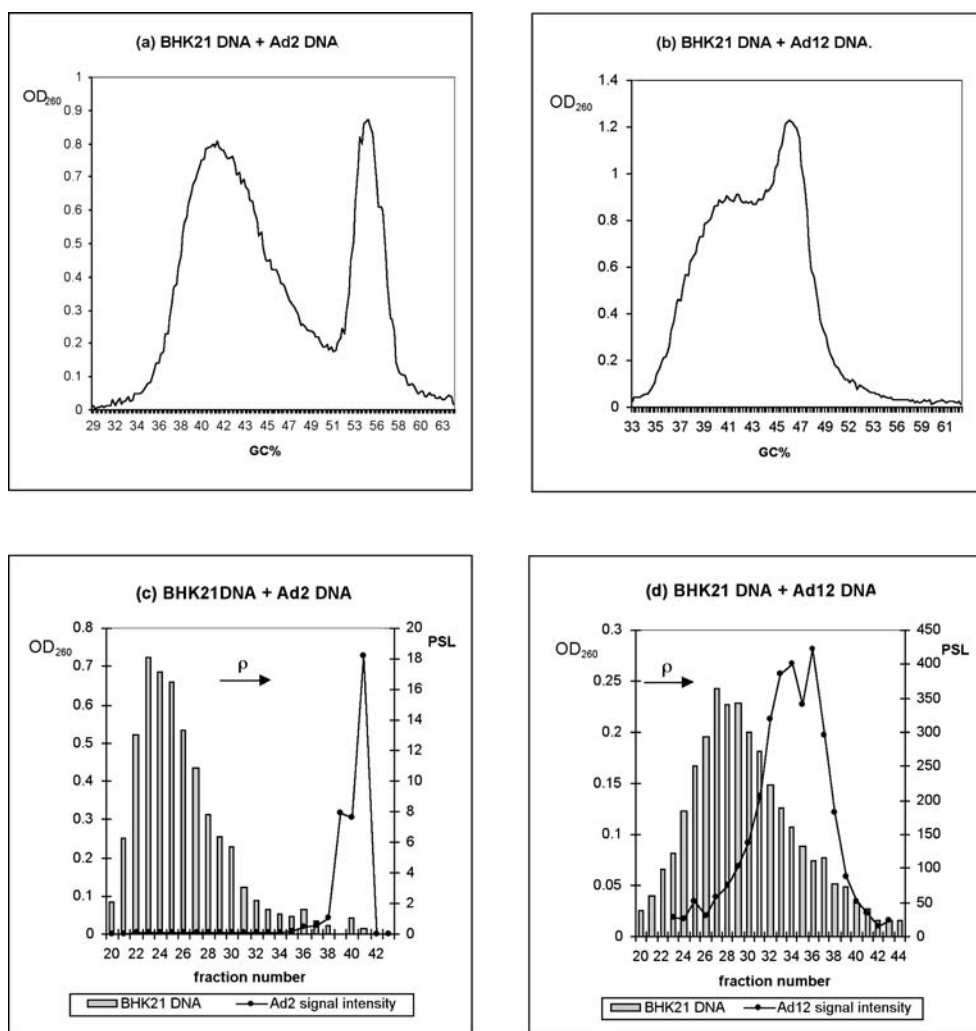 (a) BHK21 DNA + Ad2 DNA
OD260
1
0.9
0.8
0.7
0.6
0.5
0.4
0.3
0.2
0.1
0
29 32 34 36 38 40 42 44 46 49 51 53 55 56 58 60 63
GC%
(b) BHK21 DNA + Ad12 DNA.
OD260
1.4
1.2
1
0.8
0.6
0.4
0.2
0
33 35 37 39 41 43 45 47 49 52 53 56 59 61
GC%
(c) BHK21DNA + Ad2 DNA
OD260
PSL
ρ
0.8
0.7
0.6
0.5
0.4
0.3
0.2
0.1
0
20
18
16
14
12
10
8
6
4
2
0
20 22 24 26 28 30 32 34 36 38 40 42
fraction number
BHK21 DNA Ad2 signal intensity
(d) BHK21 DNA + Ad12 DNA
OD260
PSL
ρ
0.3
0.25
0.2
0.15
0.1
0.05
0
450
400
350
300
250
200
150
100
50
0
20 22 24 26 28 30 32 34 36 38 40 42 44
fraction number
BHK21 DNA Ad12 signal intensity